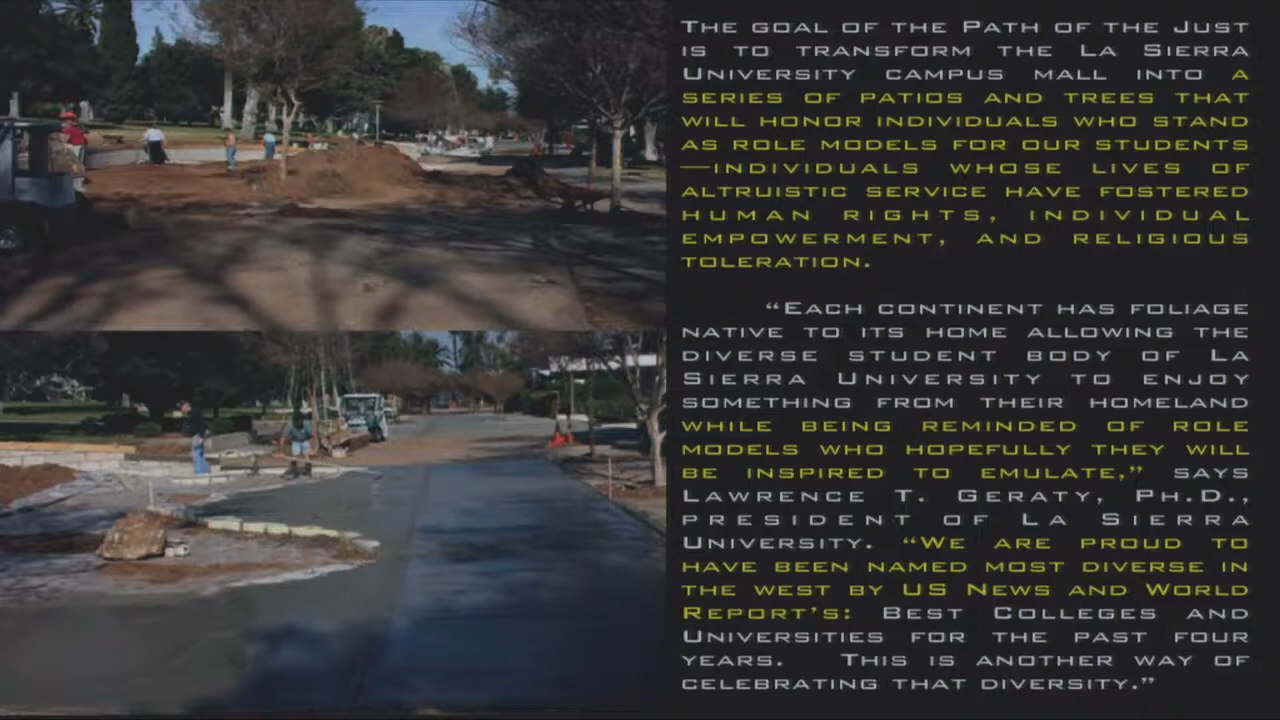 The goal of the Path of the Just
is to transform the La Sierra
University campus mall into a
series of patios and trees that
will honor individuals who stand
as role models for our students
—individuals whose lives of
altruistic service have fostered
human rights, individual
empowerment, and religious
toleration.
“Each continent has foliage
native to its home allowing the
diverse student body of La
Sierra University to enjoy
something from their homeland
while being reminded of role
models who hopefully they will
be inspired to emulate,” says
Lawrence T. Geraty, Ph.D.,
president of La Sierra
University. “We are proud to
have been named most diverse in
the west by US News and World
Report’s: Best Colleges and
Universities for the past four
years. This is another way of
celebrating that diversity.”